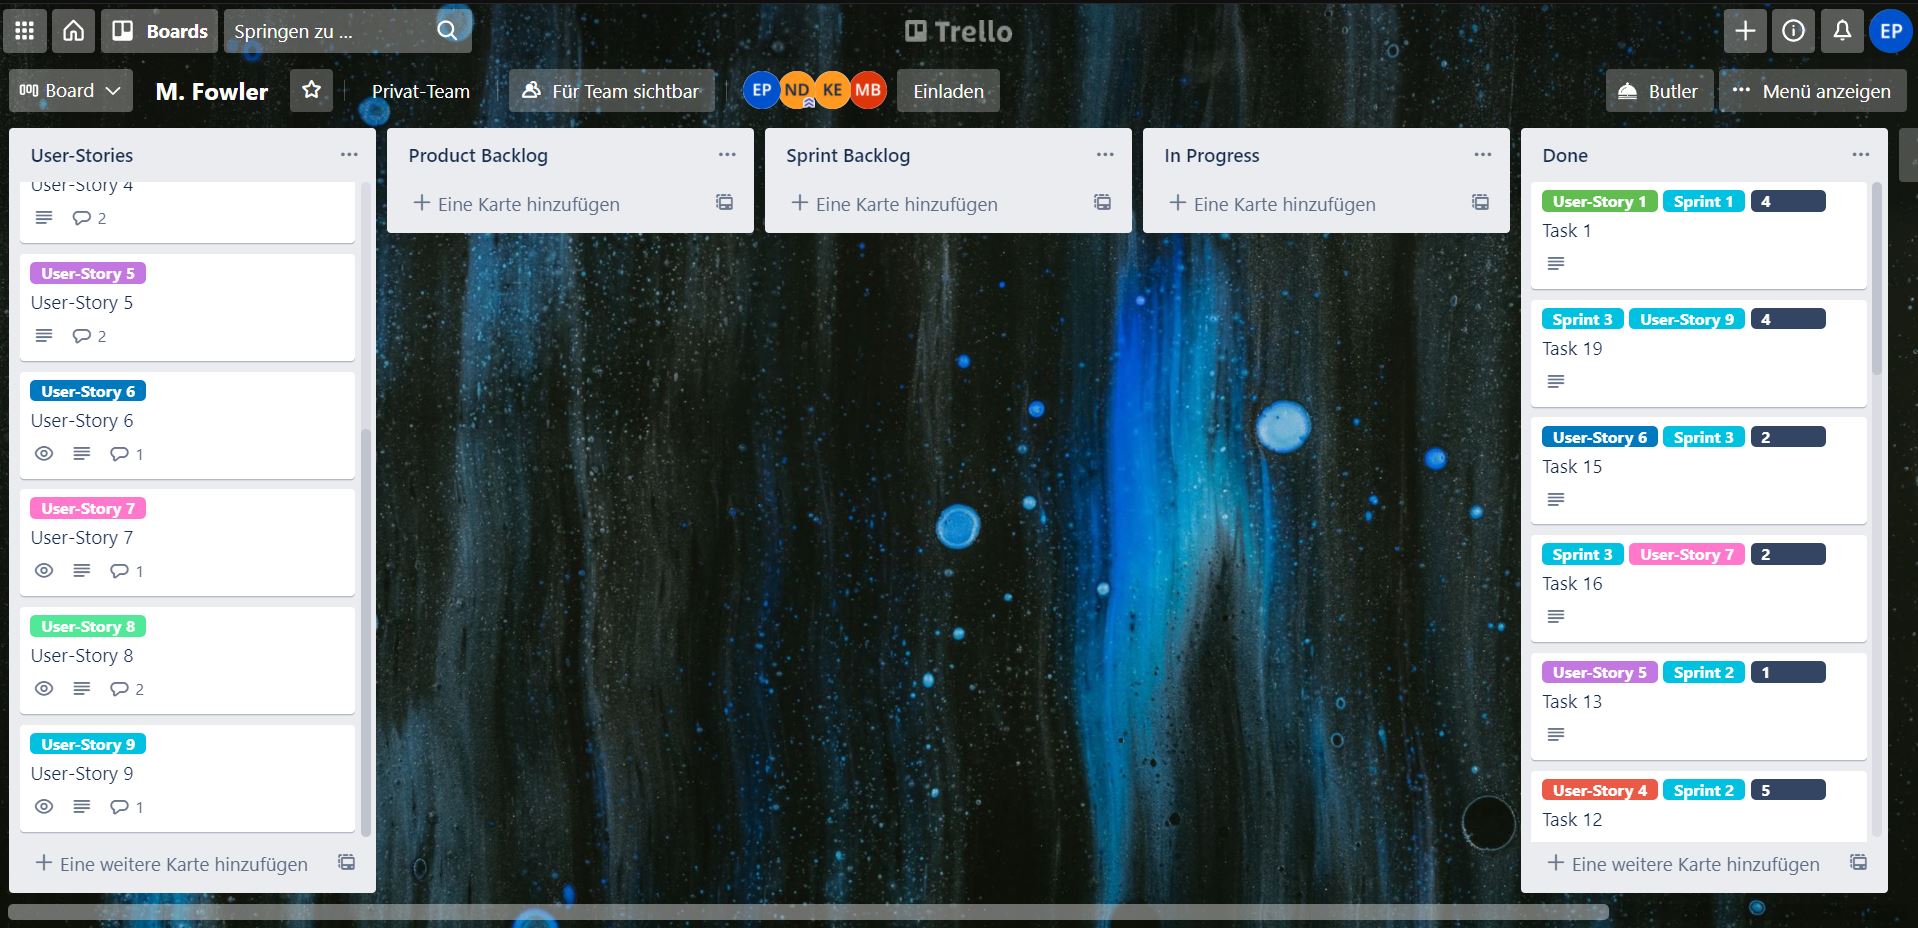 Boards
Springen zu ...
Trello
EP
Board
M. Fowler
Privat-Team
Für Team sichtbar
EP ND KE MB
Einladen
Butler
Menü anzeigen
User-Stories
User-Story 4
2
User-Story 5
User-Story 5
2
User-Story 6
User-Story 6
1
User-Story 7
User-Story 7
1
User-Story 8
User-Story 8
2
User-Story 9
User-Story 9
1
Eine weitere Karte hinzufügen
Product Backlog
Eine Karte hinzufügen
Sprint Backlog
Eine Karte hinzufügen
In Progress
Eine Karte hinzufügen
Done
User-Story 1 Sprint 1 4
Task 1
Sprint 3 User-Story 9 4
Task 19
User-Story 6 Sprint 3 2
Task 15
Sprint 3 User-Story 7 2
Task 16
User-Story 5 Sprint 2 1
Task 13
User-Story 4 Sprint 2 5
Task 12
Eine weitere Karte hinzufügen